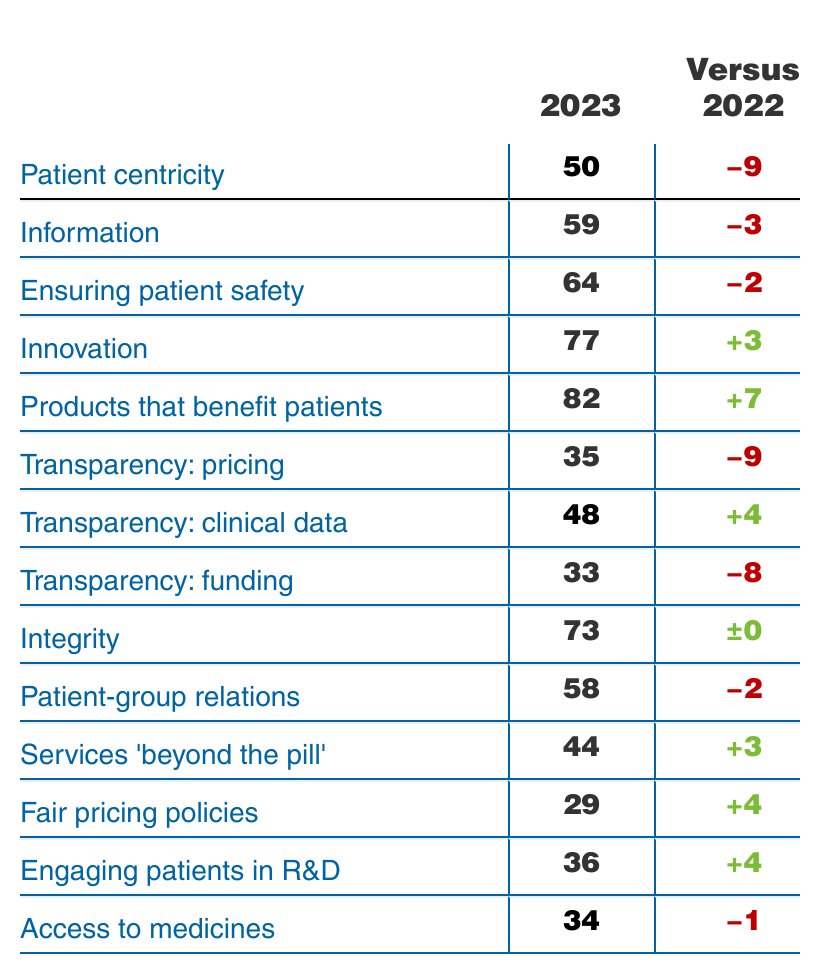 Versus
2023 2022
Patient centricity 50 –9
Information 59 –3
Ensuring patient safety 64 –2
Innovation 77 +3
Products that benefit patients 82 +7
Transparency: pricing 35 –9
Transparency: clinical data 48 +4
Transparency: funding 33 –8
Integrity 73 ±0
Patient-group relations 58 –2
Services 'beyond the pill' 44 +3
Fair pricing policies 29 +4
Engaging patients in R&D 36 +4
Access to medicines 34 –1